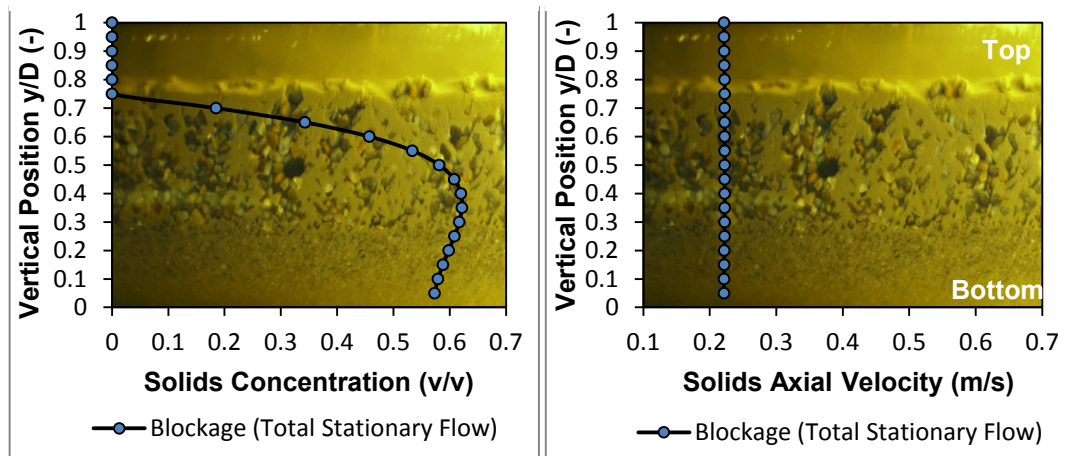 Vertical Position y/D (-)
1
0.9
0.8
0.7
0.6
0.5
0.4
0.3
0.2
0.1
0
0 0.1 0.2 0.3 0.4 0.5 0.6 0.7
Solids Concentration (v/v)
Blockage (Total Stationary Flow)
Vertical Position y/D (-)
1
0.9
0.8
0.7
0.6
0.5
0.4
0.3
0.2
0.1
0
Top
Bottom
0.1 0.2 0.3 0.4 0.5 0.6 0.7
Solids Axial Velocity (m/s)
Blockage (Total Stationary Flow)